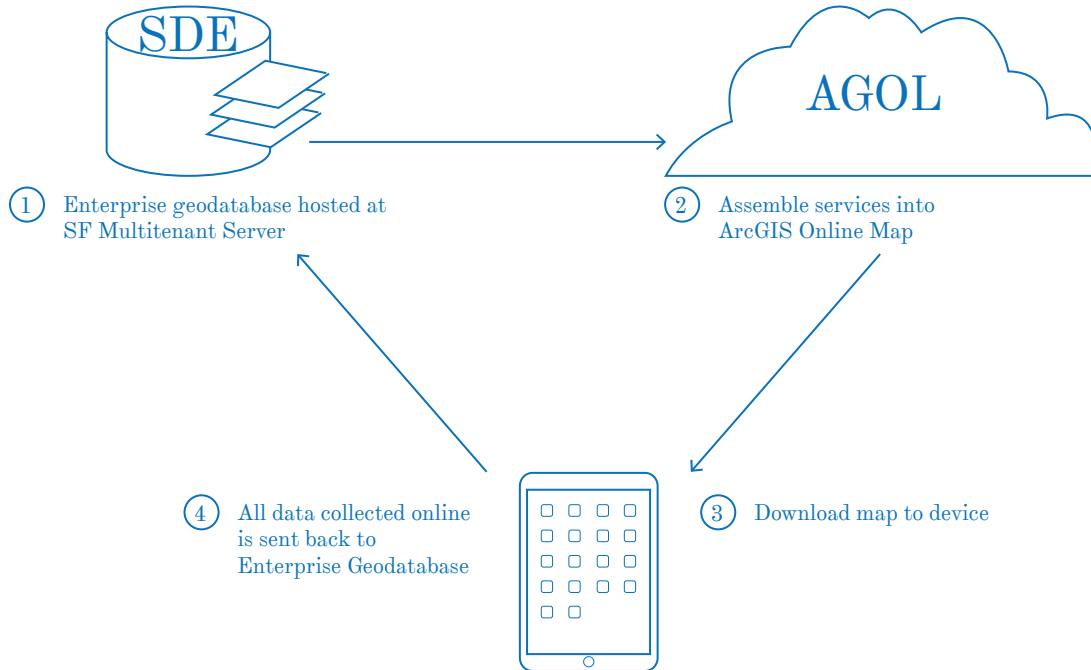 SDE
AGOL
1
Enterprise geodatabase hosted at
SF Multitenant Server
2
Assemble services into
ArcGIS Online Map
3
Download map to device
4
All data collected online
is sent back to
Enterprise Geodatabase